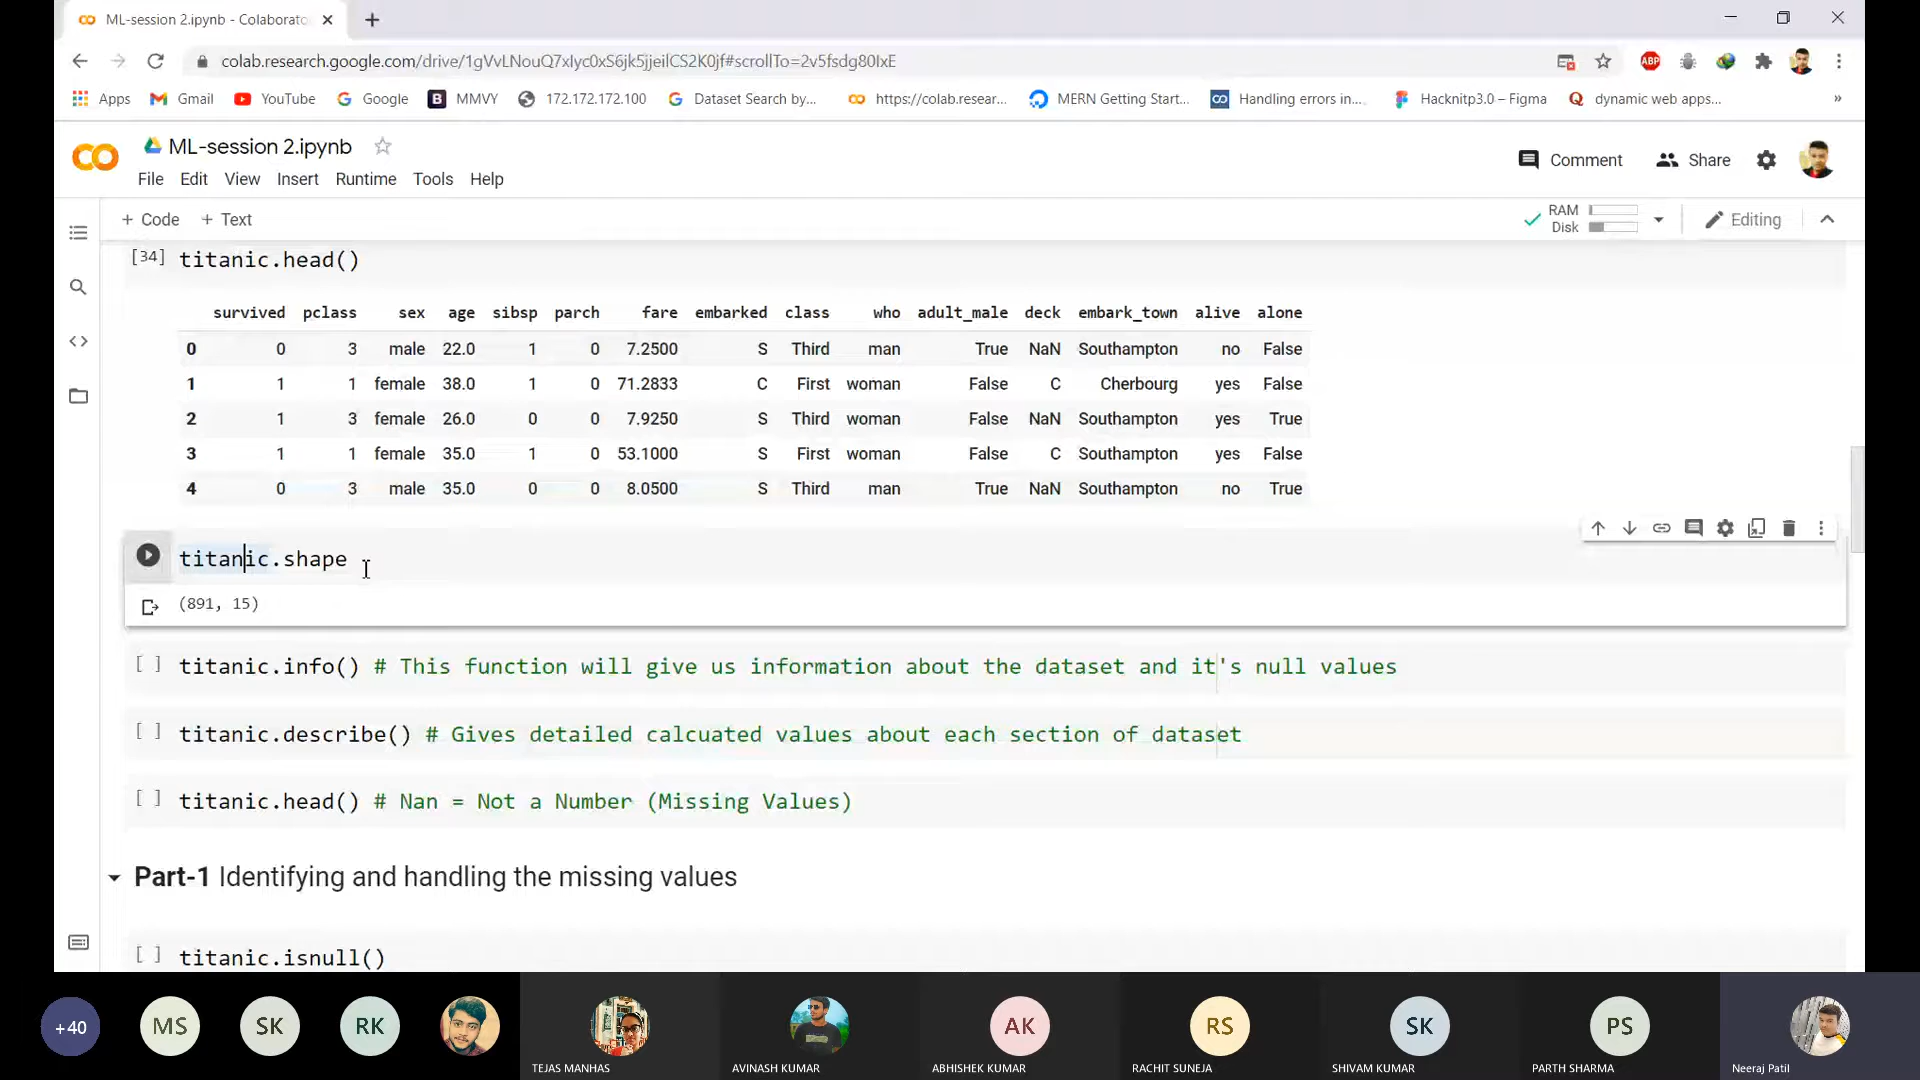 ML-session 2.ipynb - Colaborato
colab.research.google.com/drive/1gVvLNouQ7xIyc0xS6jk5jjeilCS2K0jf#scrollTo=2v5fsdg80IxE
ABP
Apps Gmail YouTube Google MMVY 172.172.172.100 Dataset Search by... https://colab.resear... MERN Getting Start... Handling errors in... Hacknitp3.0 – Figma dynamic web apps... »
ML-session 2.ipynb
Comment Share
File Edit View Insert Runtime Tools Help
+ Code + Text
RAM
Disk
Editing
[34] titanic.head()
survived pclass sex age sibsp parch fare embarked class who adult_male deck embark_town alive alone
0 0 3 male 22.0 1 0 7.2500 S Third man True NaN Southampton no False
1 1 1 female 38.0 1 0 71.2833 C First woman False C Cherbourg yes False
2 1 3 female 26.0 0 0 7.9250 S Third woman False NaN Southampton yes True
3 1 1 female 35.0 1 0 53.1000 S First woman False C Southampton yes False
4 0 3 male 35.0 0 0 8.0500 S Third man True NaN Southampton no True
titanic.shape
(891, 15)
[ ] titanic.info() # This function will give us information about the dataset and it's null values
[ ] titanic.describe() # Gives detailed calcuated values about each section of dataset
[ ] titanic.head() # Nan = Not a Number (Missing Values)
Part-1 Identifying and handling the missing values
[ ] titanic.isnull()
+40 MS SK RK AK RS SK PS
TEJAS MANHAS AVINASH KUMAR ABHISHEK KUMAR RACHIT SUNEJA SHIVAM KUMAR PARTH SHARMA Neeraj Patil